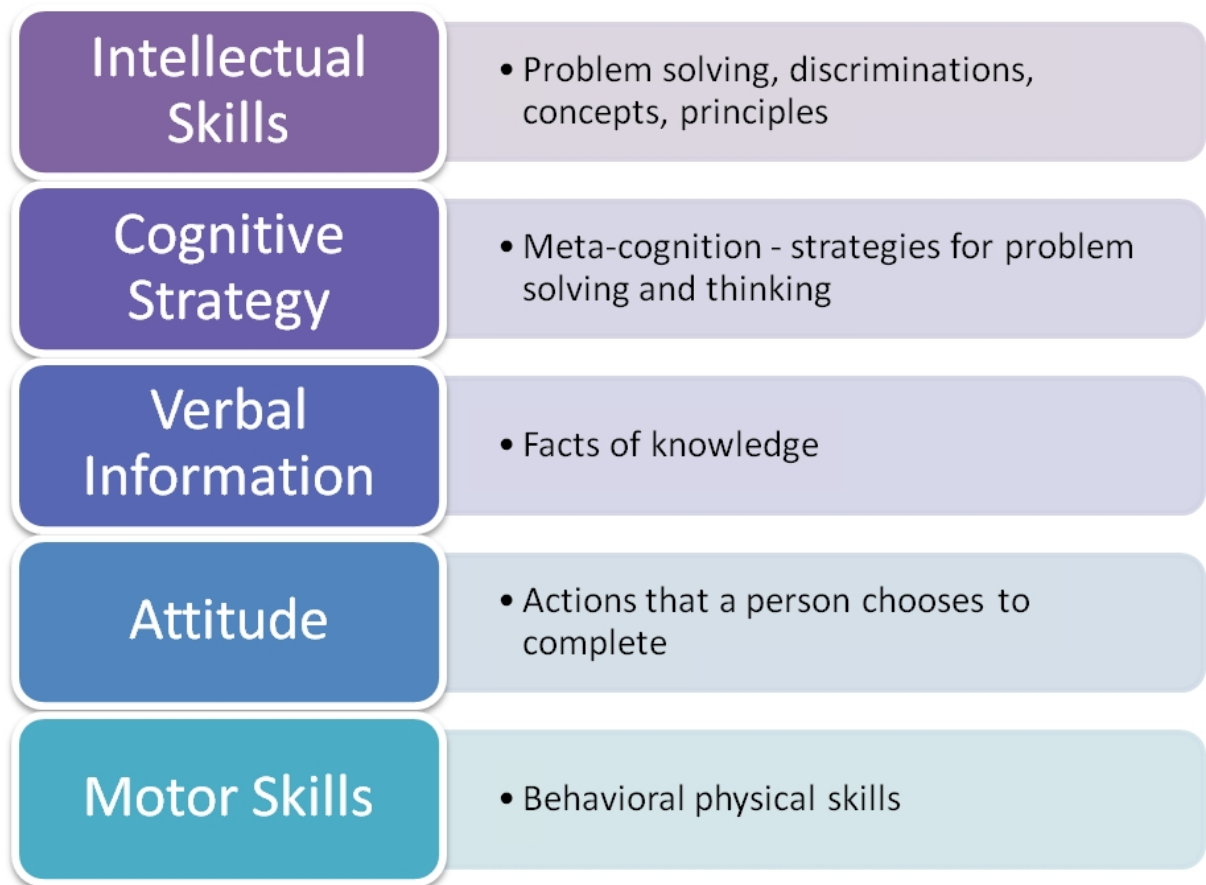 Intellectual
Skills
• Problem solving, discriminations,
concepts, principles
Cognitive
Strategy
• Meta-cognition - strategies for problem
solving and thinking
Verbal
Information
• Facts of knowledge
Attitude
• Actions that a person chooses to
complete
Motor Skills
• Behavioral physical skills